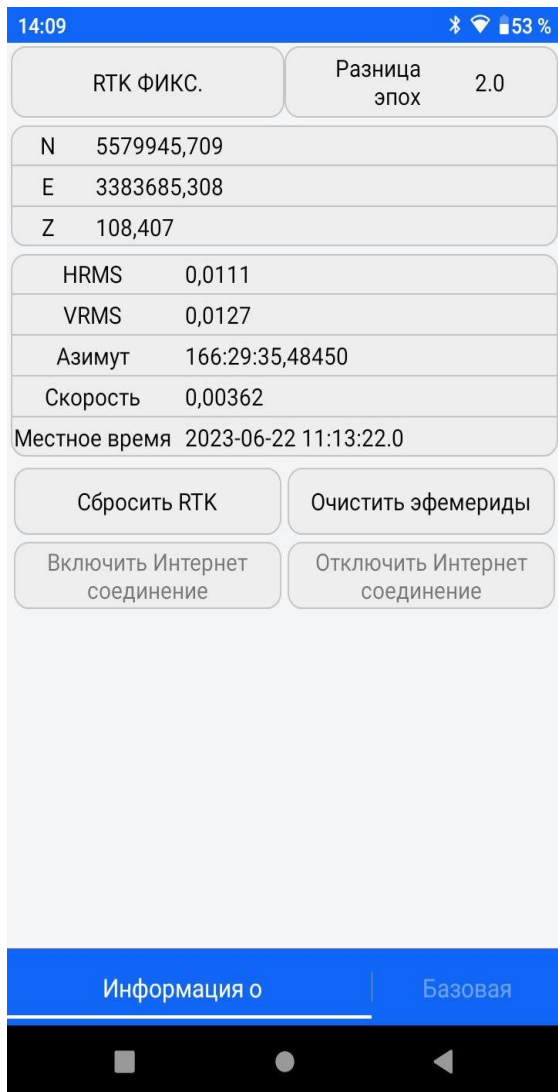 14:09 53 %
RTK ФИКС.
Разница
эпох
2.0
N 5579945,709
E 3383685,308
Z 108,407
HRMS 0,0111
VRMS 0,0127
Азимут 166:29:35,48450
Скорость 0,00362
Местное время 2023-06-22 11:13:22.0
Сбросить RTK
Очистить эфемериды
Включить Интернет
соединение
Отключить Интернет
соединение
Информация о
Базовая